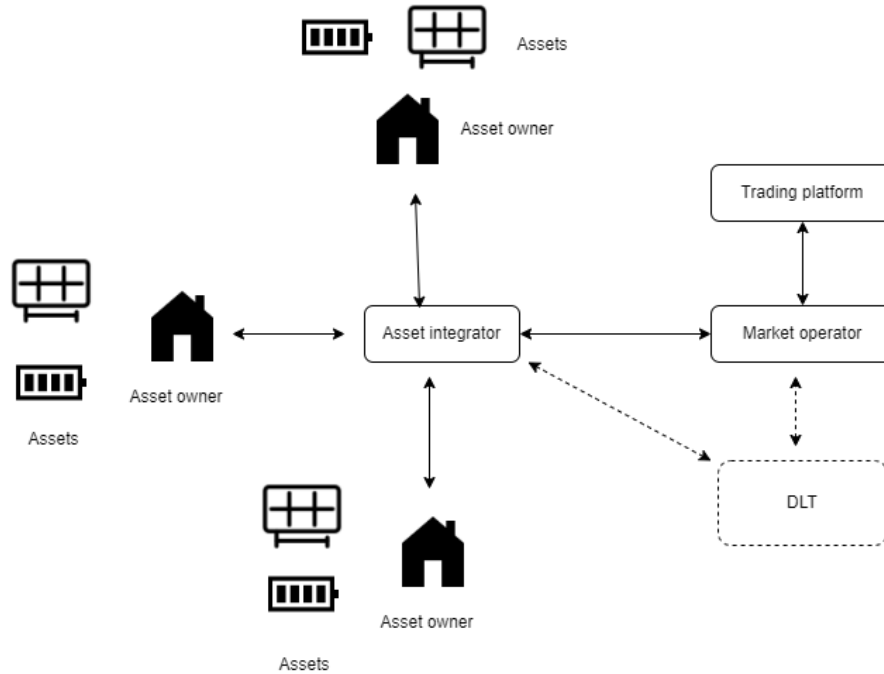 Assets
Asset owner
Trading platform
Asset integrator
Market operator
Asset owner
Assets
DLT
Asset owner
Assets